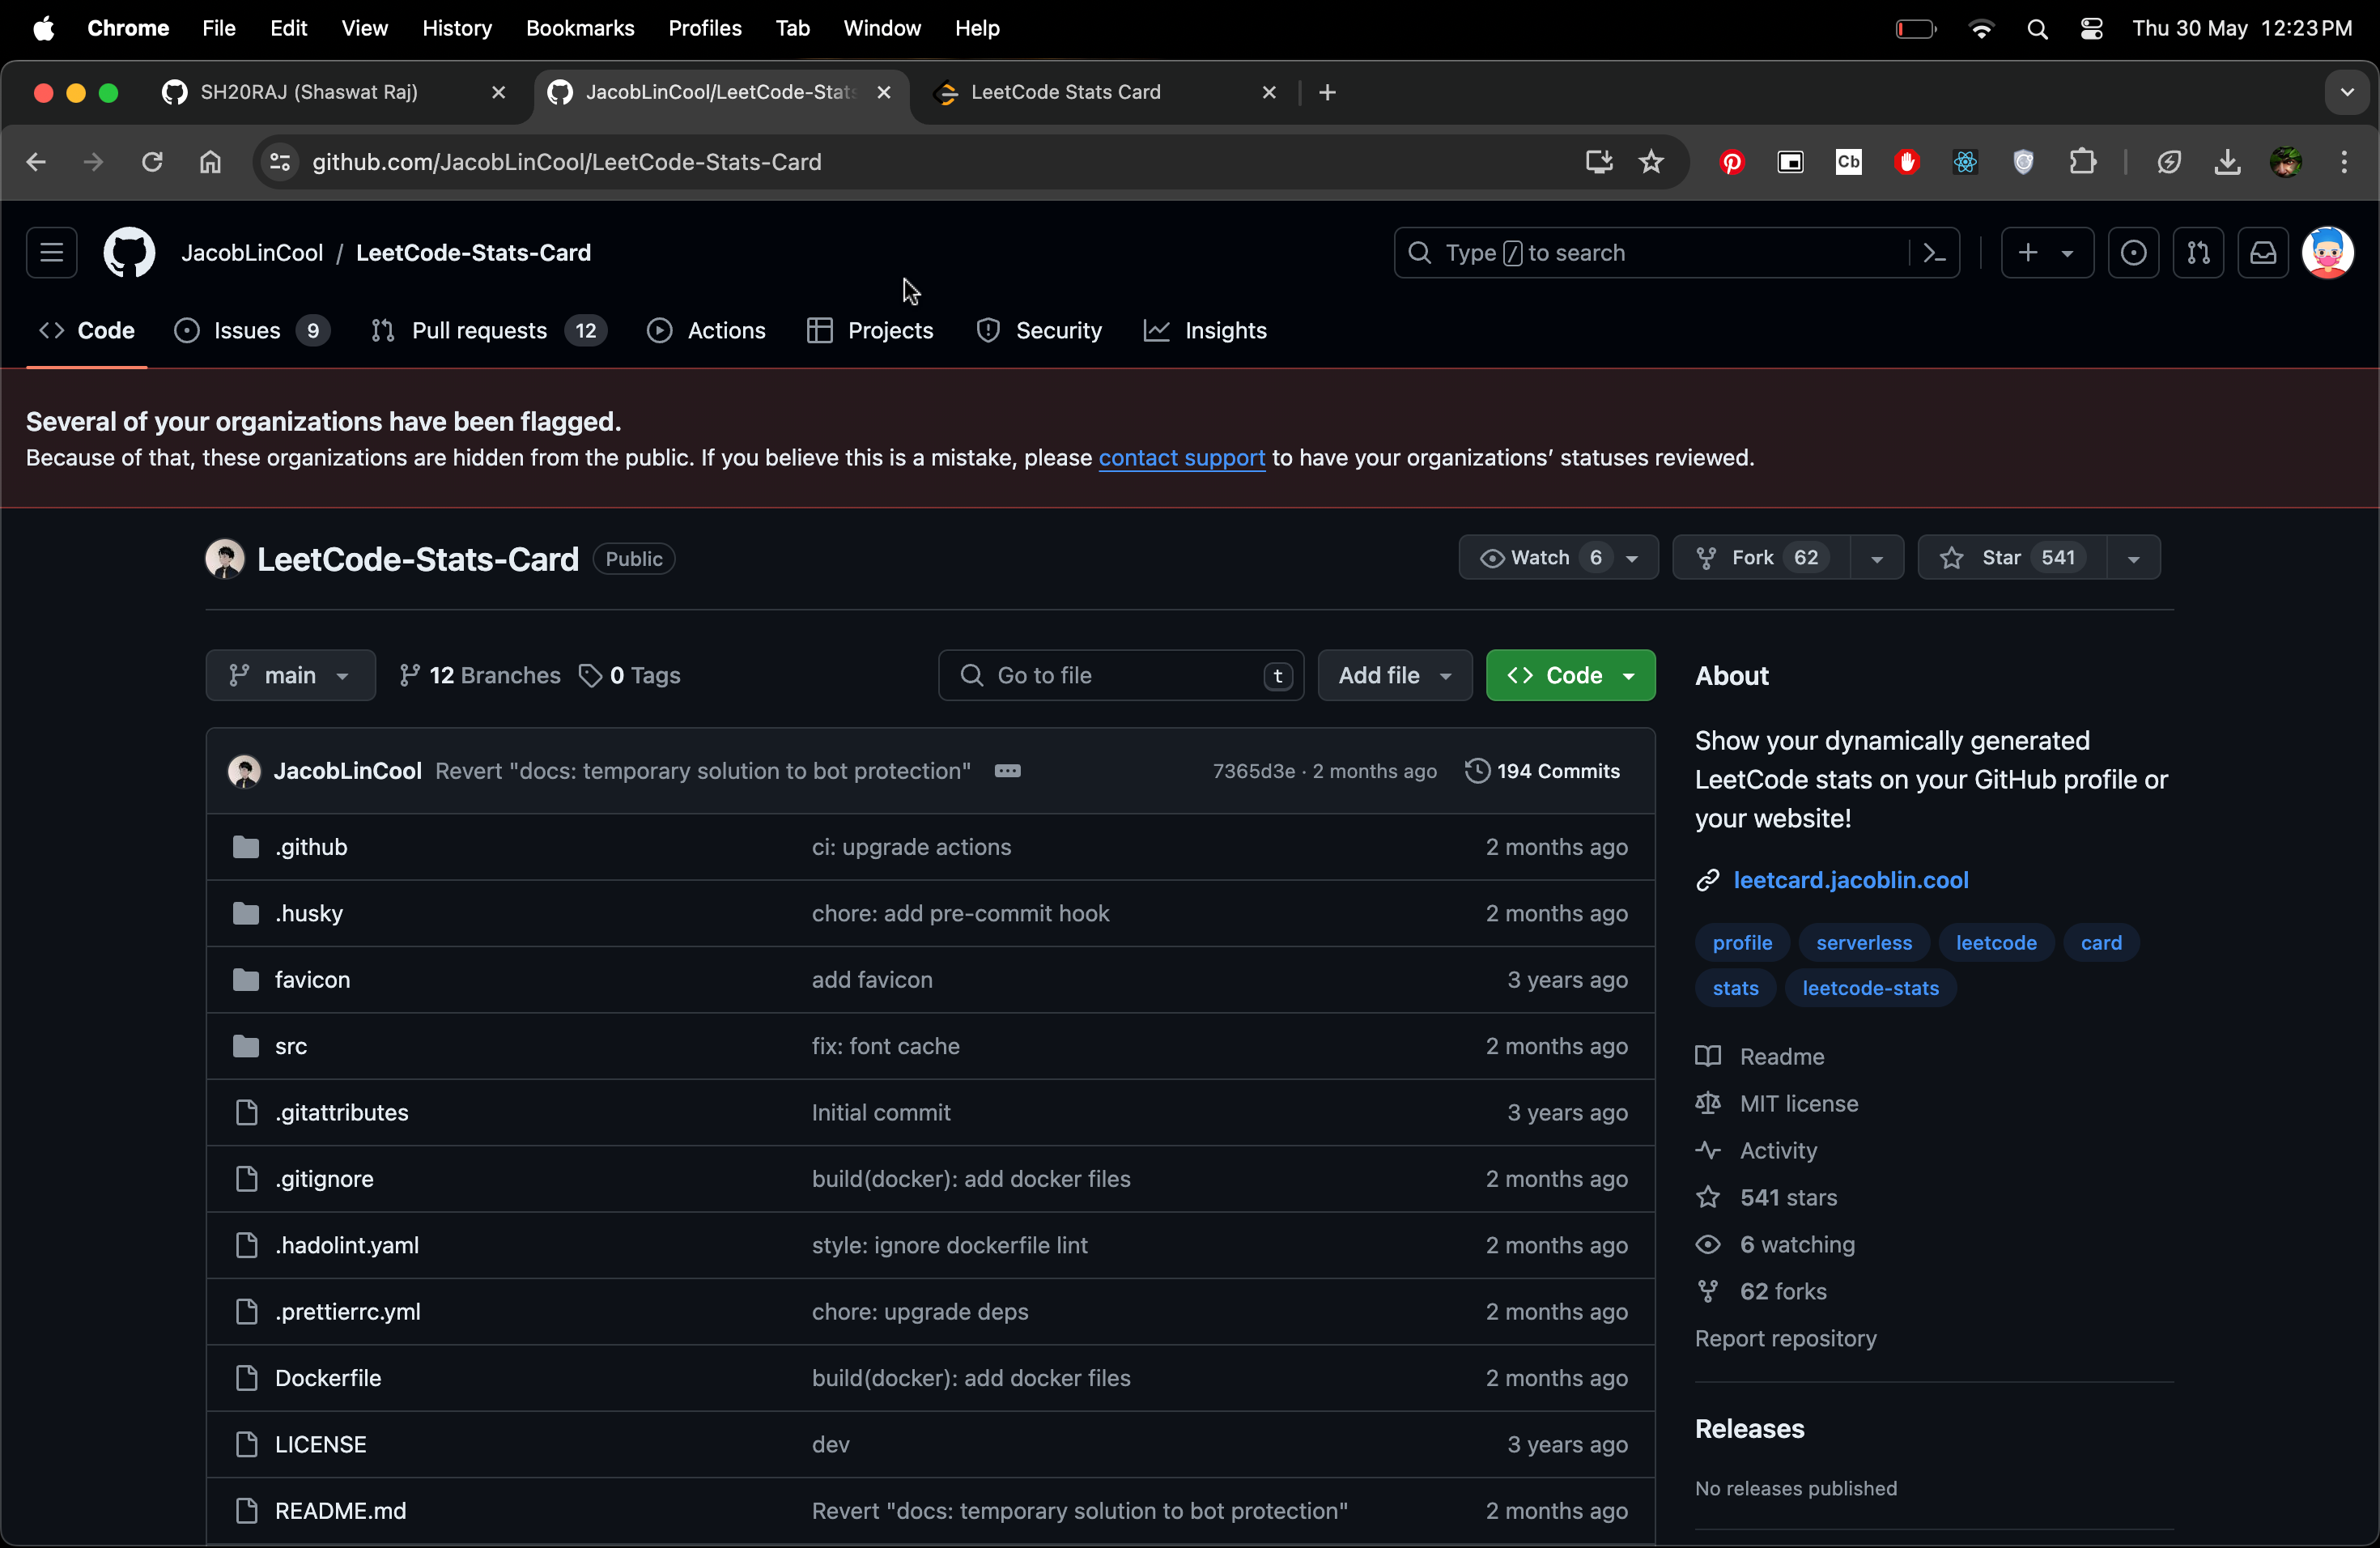 Chrome File Edit View History Bookmarks Profiles Tab Window Help Thu 30 May 12:23 PM
SH20RAJ (Shaswat Raj) JacobLinCool/LeetCode-Stats LeetCode Stats Card
github.com/JacobLinCool/LeetCode-Stats-Card Cb
JacobLinCool / LeetCode-Stats-Card Type / to search
Code Issues 9 Pull requests 12 Actions Projects Security Insights
Several of your organizations have been flagged.
Because of that, these organizations are hidden from the public. If you believe this is a mistake, please contact support to have your organizations’ statuses reviewed.
LeetCode-Stats-Card Public Watch 6 Fork 62 Star 541
main 12 Branches 0 Tags Go to file t Add file Code
JacobLinCool Revert "docs: temporary solution to bot protection" 7365d3e · 2 months ago 194 Commits
.github ci: upgrade actions 2 months ago
.husky chore: add pre-commit hook 2 months ago
favicon add favicon 3 years ago
src fix: font cache 2 months ago
.gitattributes Initial commit 3 years ago
.gitignore build(docker): add docker files 2 months ago
.hadolint.yaml style: ignore dockerfile lint 2 months ago
.prettierrc.yml chore: upgrade deps 2 months ago
Dockerfile build(docker): add docker files 2 months ago
LICENSE dev 3 years ago
README.md Revert "docs: temporary solution to bot protection" 2 months ago
About
Show your dynamically generated
LeetCode stats on your GitHub profile or
your website!
leetcard.jacoblin.cool
profile serverless leetcode card
stats leetcode-stats
Readme
MIT license
Activity
541 stars
6 watching
62 forks
Report repository
Releases
No releases published